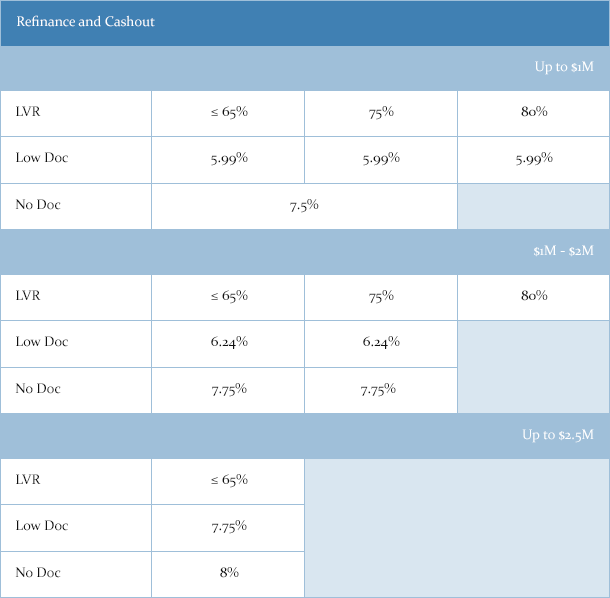 Refinance and Cashout
Up to $1M
LVR ≤ 65% 75% 80%
Low Doc 5.99% 5.99% 5.99%
No Doc 7.5%
$1M - $2M
LVR ≤ 65% 75% 80%
Low Doc 6.24% 6.24%
No Doc 7.75% 7.75%
Up to $2.5M
LVR ≤ 65%
Low Doc 7.75%
No Doc 8%